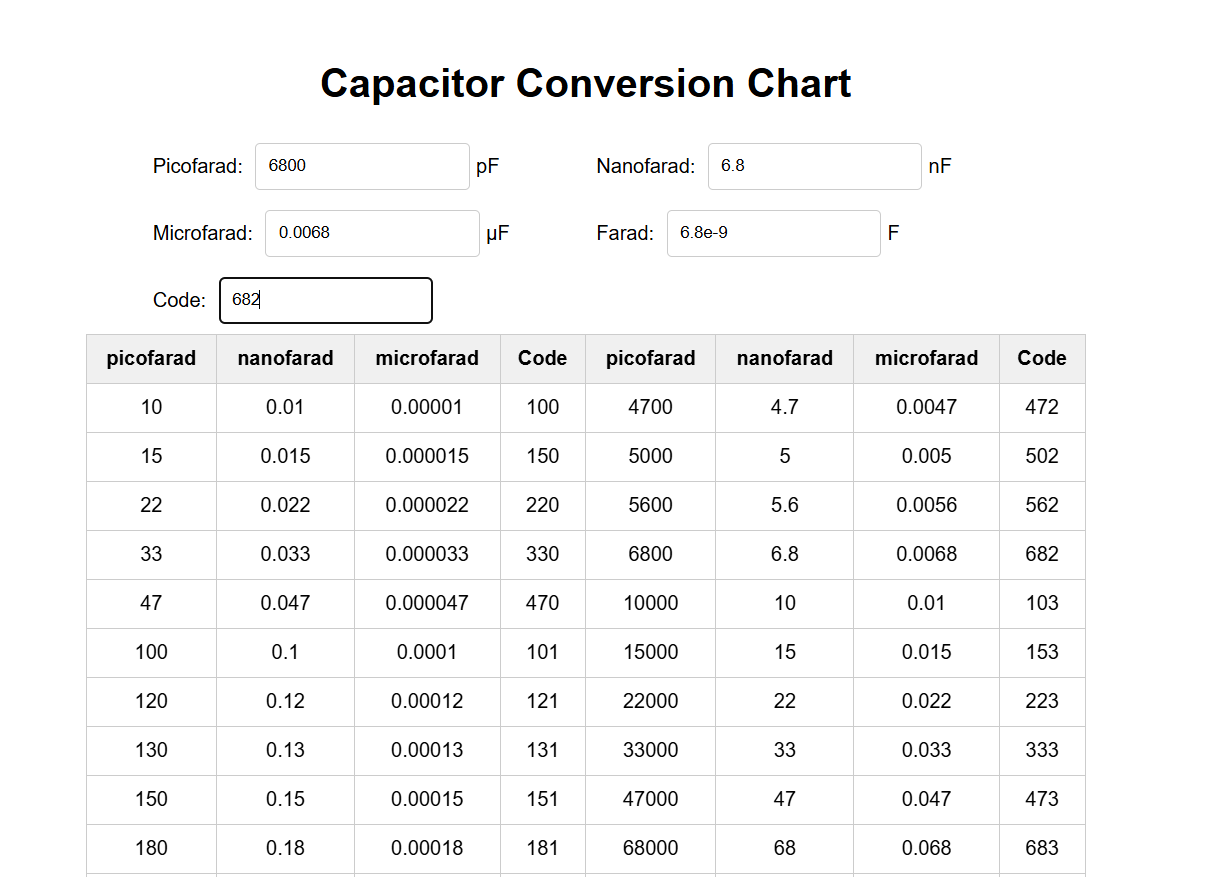 Capacitor Conversion Chart
Picofarad: 6800 pF Nanofarad: 6.8 nF
Microfarad: 0.0068 μF Farad: 6.8e-9 F
Code: 682
picofarad nanofarad microfarad Code picofarad nanofarad microfarad Code
10 0.01 0.00001 100 4700 4.7 0.0047 472
15 0.015 0.000015 150 5000 5 0.005 502
22 0.022 0.000022 220 5600 5.6 0.0056 562
33 0.033 0.000033 330 6800 6.8 0.0068 682
47 0.047 0.000047 470 10000 10 0.01 103
100 0.1 0.0001 101 15000 15 0.015 153
120 0.12 0.00012 121 22000 22 0.022 223
130 0.13 0.00013 131 33000 33 0.033 333
150 0.15 0.00015 151 47000 47 0.047 473
180 0.18 0.00018 181 68000 68 0.068 683